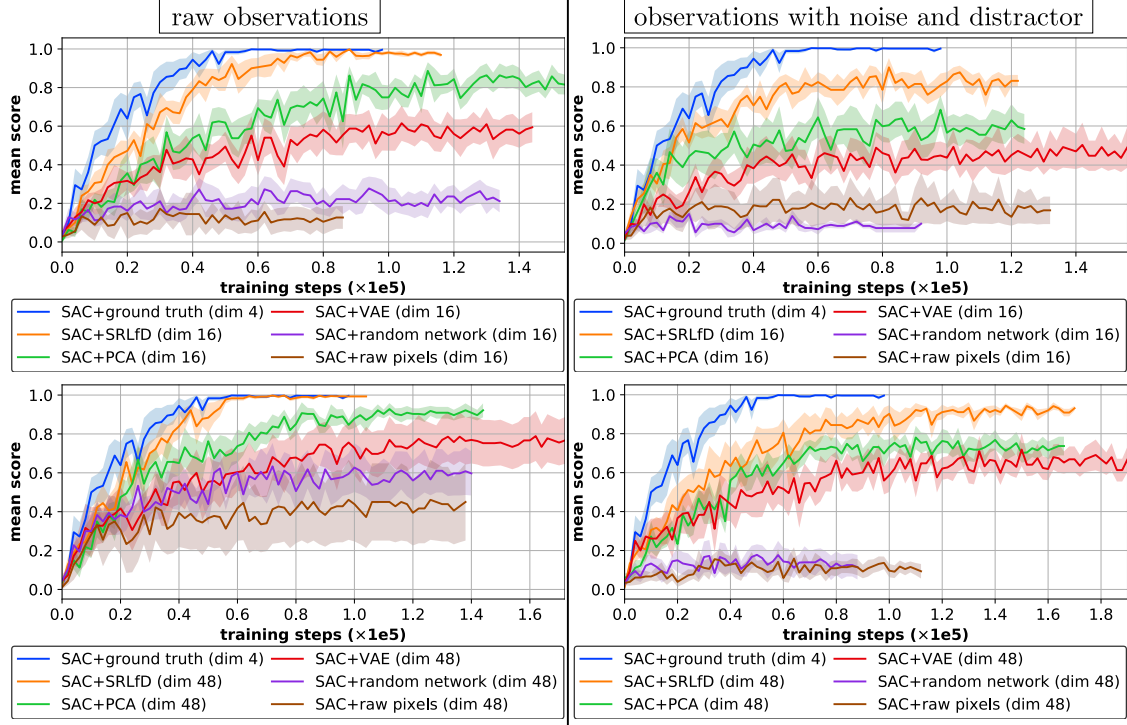 raw observations
observations with noise and distractor
mean score
1.0
0.8
0.6
0.4
0.2
0.0
0.0 0.2 0.4 0.6 0.8 1.0 1.2 1.4
training steps (×1e5)
SAC+ground truth (dim 4)
SAC+SRLfD (dim 16)
SAC+PCA (dim 16)
SAC+VAE (dim 16)
SAC+random network (dim 16)
SAC+raw pixels (dim 16)
mean score
1.0
0.8
0.6
0.4
0.2
0.0
0.0 0.2 0.4 0.6 0.8 1.0 1.2 1.4
training steps (×1e5)
SAC+ground truth (dim 4)
SAC+SRLfD (dim 16)
SAC+PCA (dim 16)
SAC+VAE (dim 16)
SAC+random network (dim 16)
SAC+raw pixels (dim 16)
mean score
1.0
0.8
0.6
0.4
0.2
0.0
0.0 0.2 0.4 0.6 0.8 1.0 1.2 1.4 1.6
training steps (×1e5)
SAC+ground truth (dim 4)
SAC+SRLfD (dim 48)
SAC+PCA (dim 48)
SAC+VAE (dim 48)
SAC+random network (dim 48)
SAC+raw pixels (dim 48)
mean score
1.0
0.8
0.6
0.4
0.2
0.0
0.0 0.2 0.4 0.6 0.8 1.0 1.2 1.4 1.6 1.8
training steps (×1e5)
SAC+ground truth (dim 4)
SAC+SRLfD (dim 48)
SAC+PCA (dim 48)
SAC+VAE (dim 48)
SAC+random network (dim 48)
SAC+raw pixels (dim 48)